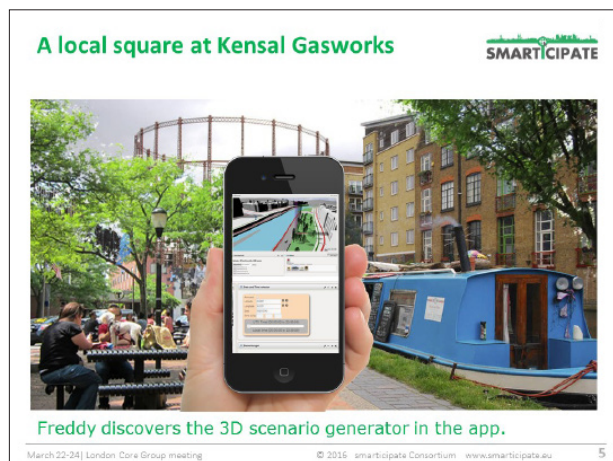 A local square at Kensal Gasworks
SMARTICIPATE
Freddy discovers the 3D scenario generator in the app.
March 22-24| London Core Group meeting
© 2016 smarticipate Consortium www.smarticipate.eu
5